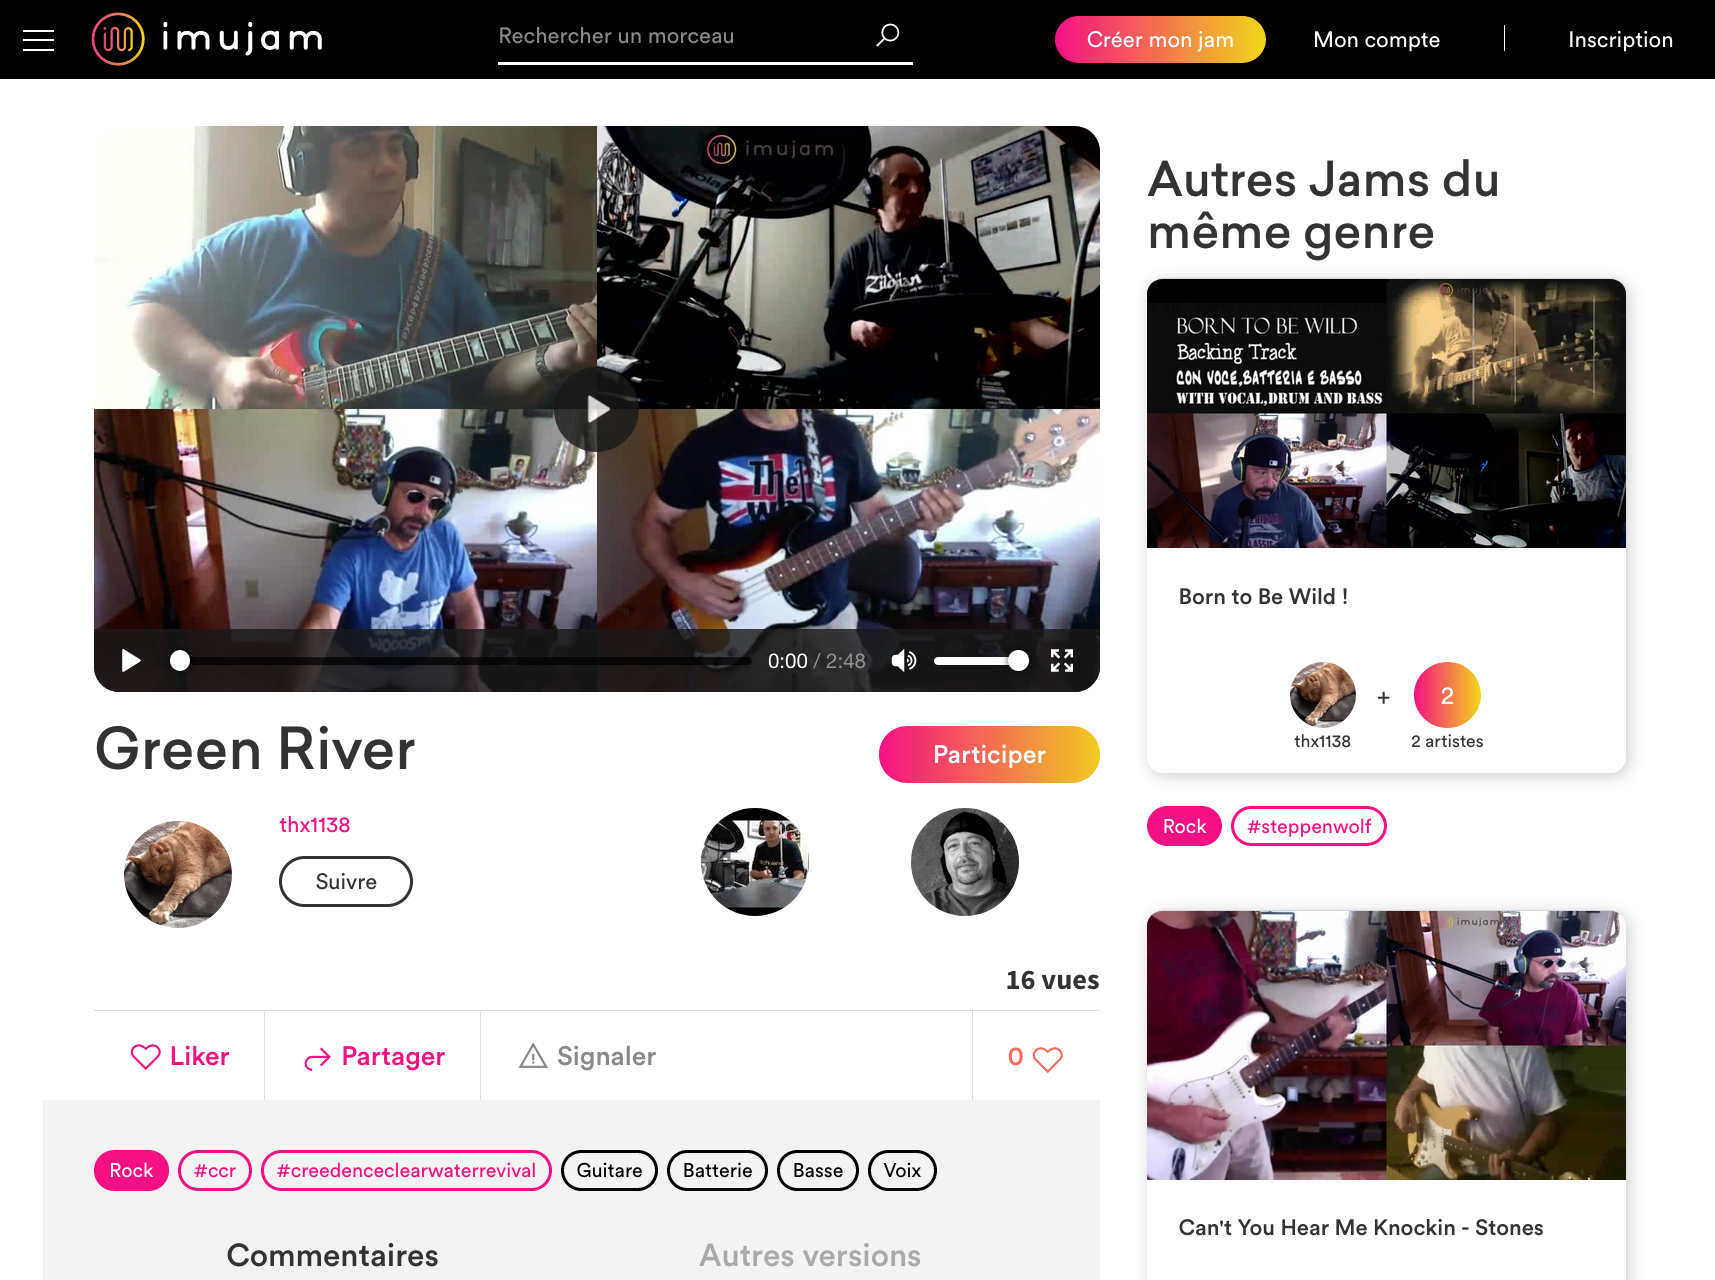 imujam
Rechercher un morceau
Créer mon jam
Mon compte
Inscription
imujam
Zildjian
The
0:00 / 2:48
Green River
Participer
thx1138
Suivre
16 vues
Liker
Partager
Signaler
0
Rock
#ccr
#creedenceclearwaterrevival
Guitare
Batterie
Basse
Voix
Commentaires
Autres versions
Autres Jams du
même genre
imujam
BORN TO BE WILD
Backing Track
CON VOCE,BATTERIA E BASSO
WITH VOCAL,DRUM AND BASS
Born to Be Wild !
+
2
thx1138
2 artistes
Rock
#steppenwolf
imujam
Can't You Hear Me Knockin - Stones